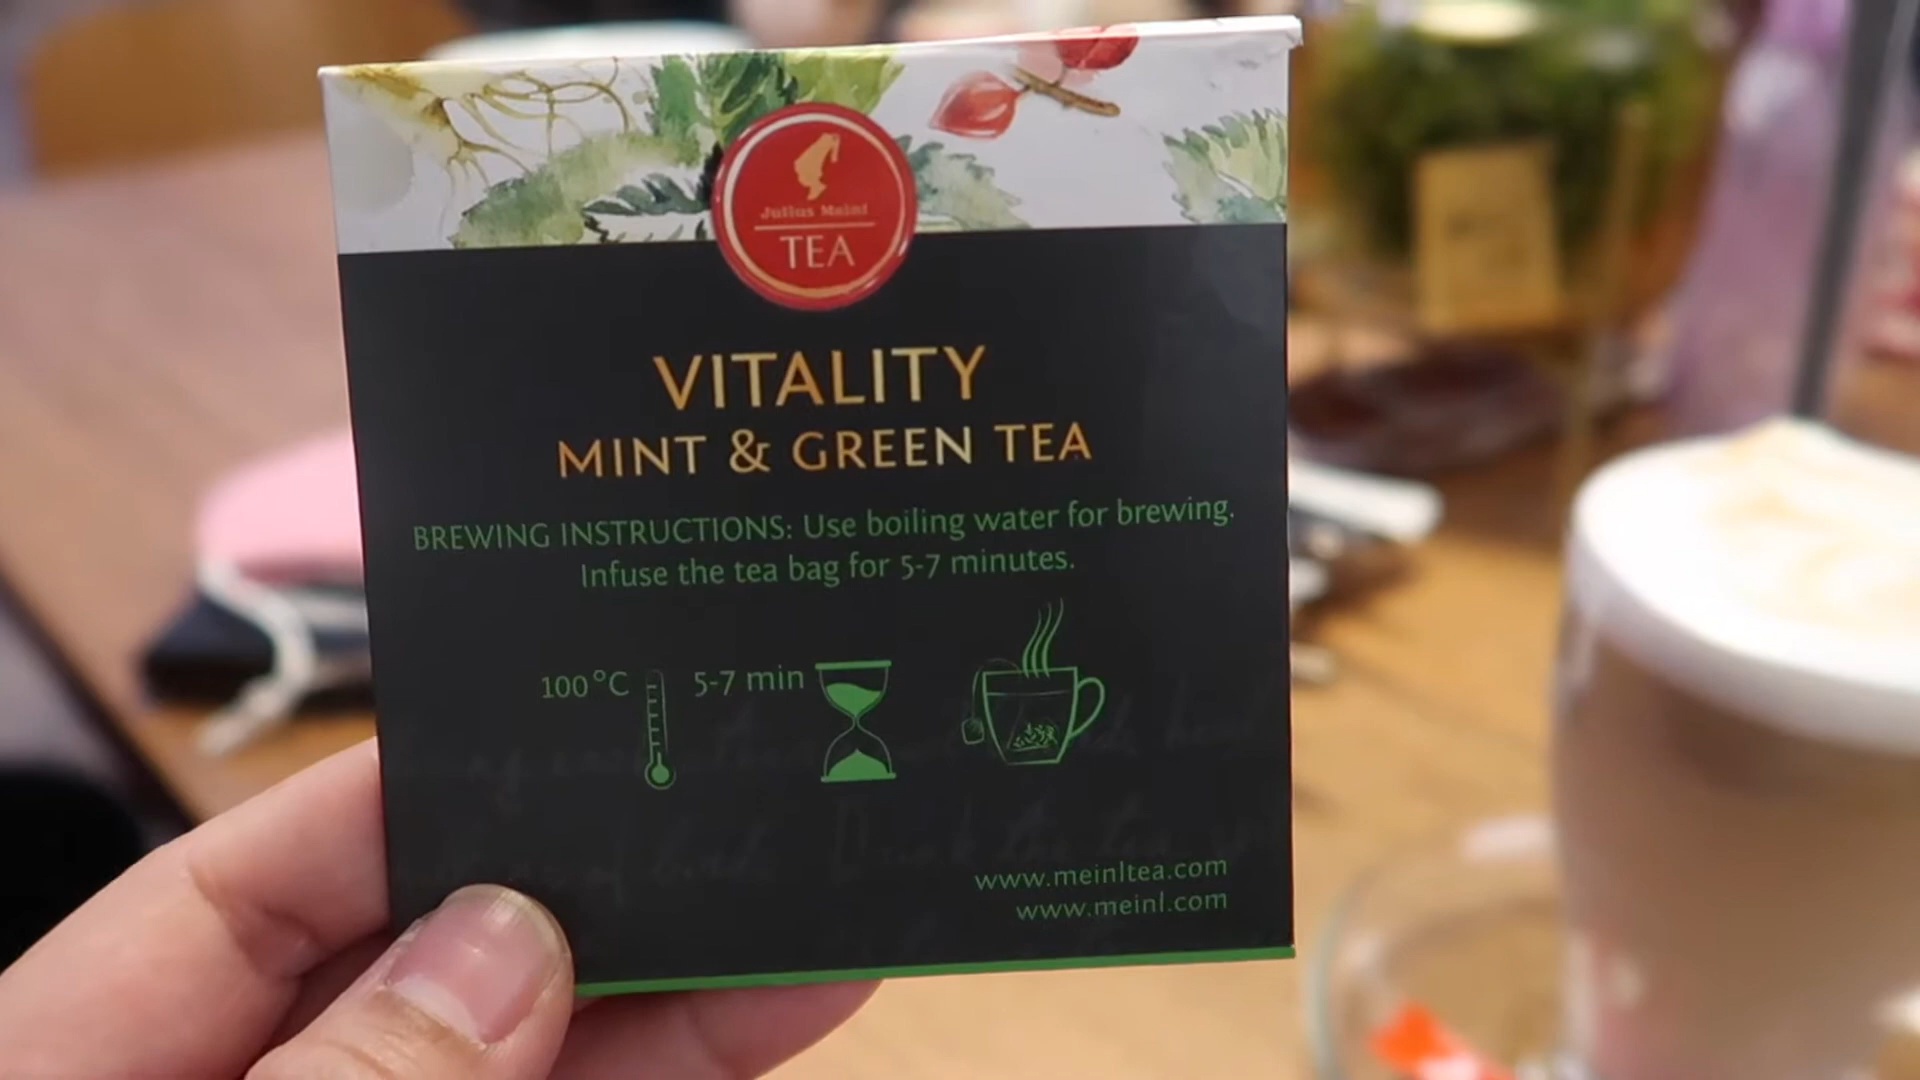 Julius Meinl
TEA
VITALITY
MINT & GREEN TEA
BREWING INSTRUCTIONS: Use boiling water for brewing.
Infuse the tea bag for 5-7 minutes.
100°C 5-7 min
www.meinltea.com
www.meinl.com